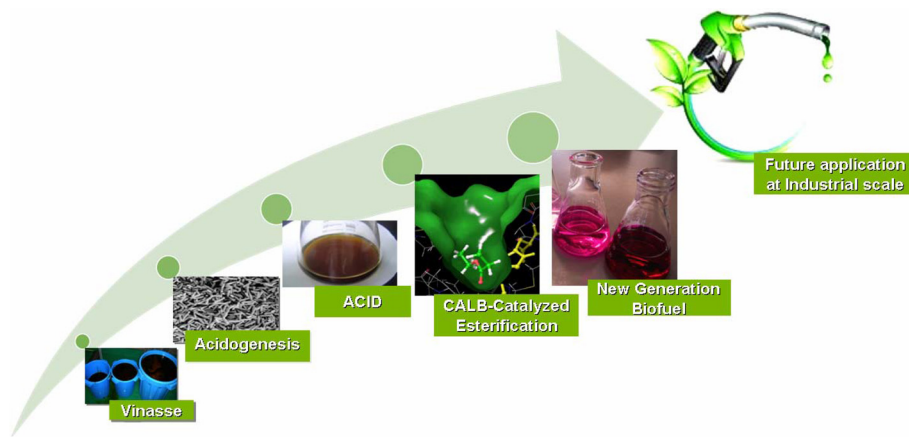 Vinasse
Acidogenesis
ACID
CALB-Catalyzed
Esterification
New Generation
Biofuel
Future application
at Industrial scale